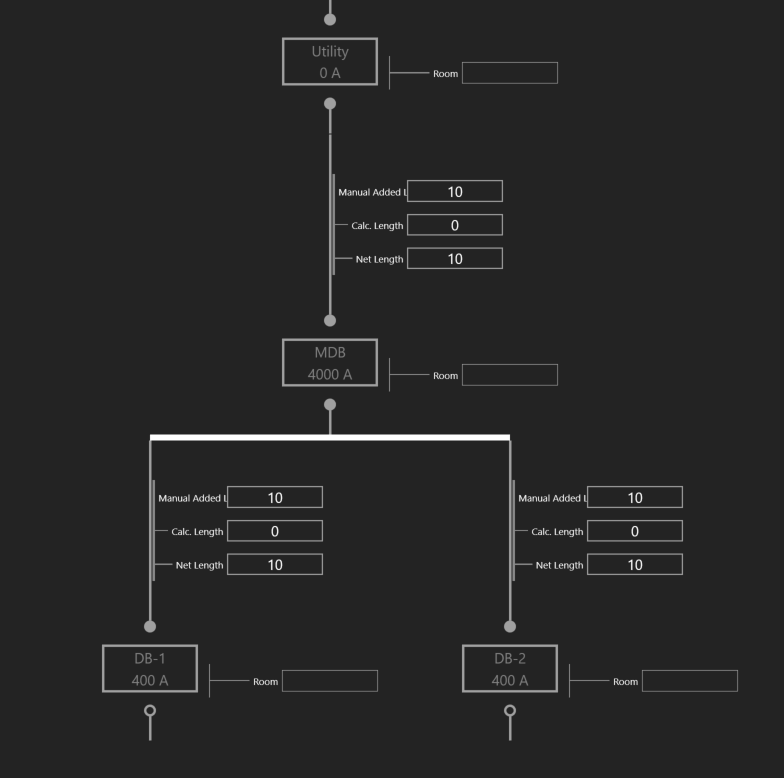 Utility
0 A
Room
Manual Added L 10
Calc. Length 0
Net Length 10
MDB
4000 A
Room
Manual Added L 10
Calc. Length 0
Net Length 10
Manual Added L 10
Calc. Length 0
Net Length 10
DB-1
400 A
Room
DB-2
400 A
Room